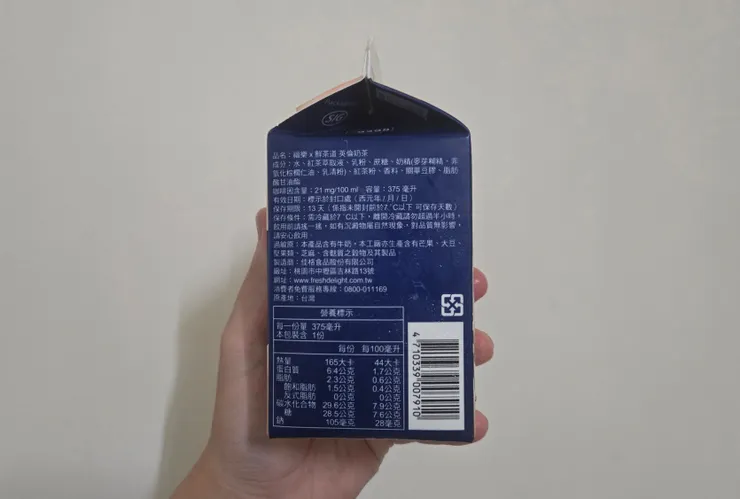 SIG
品名：福樂 x 鮮茶道 英倫奶茶
成分：水、紅茶萃取液、乳粉、蔗糖、奶精(麥芽糊精、非
氫化棕櫚仁油、乳清粉)、紅茶粉、香料、關華豆膠、脂肪
酸甘油酯
咖啡因含量：21 mg/100 ml 容量：375 毫升
有效日期：標示於封口處（西元年 / 月 / 日）
保存期限：13 天（係指未開封前於7˚C以下 可保存天數）
保存條件：需冷藏於7˚C以下，離開冷藏請勿超過半小時，
飲用前請搖一搖，如有沉澱物屬自然現象，對品質無影響，
請安心飲用。
過敏原：本產品含有牛奶。本工廠亦生產含有芒果、大豆、
堅果類、芝麻、含麩質之穀物及其製品。
製造商：佳格食品股份有限公司
廠址：桃園市中壢區吉林路13號
網址：www.freshdelight.com.tw
消費者免費服務專線：0800-011169
原產地：台灣
營養標示
每一份量 375毫升
本包裝含 1份
每份 每100毫升
熱量 165大卡 44大卡
蛋白質 6.4公克 1.7公克
脂肪 2.3公克 0.6公克
飽和脂肪 1.5公克 0.4公克
反式脂肪 0公克 0公克
碳水化合物 29.6公克 7.9公克
糖 28.5公克 7.6公克
鈉 105毫克 28毫克
4 710339 007910